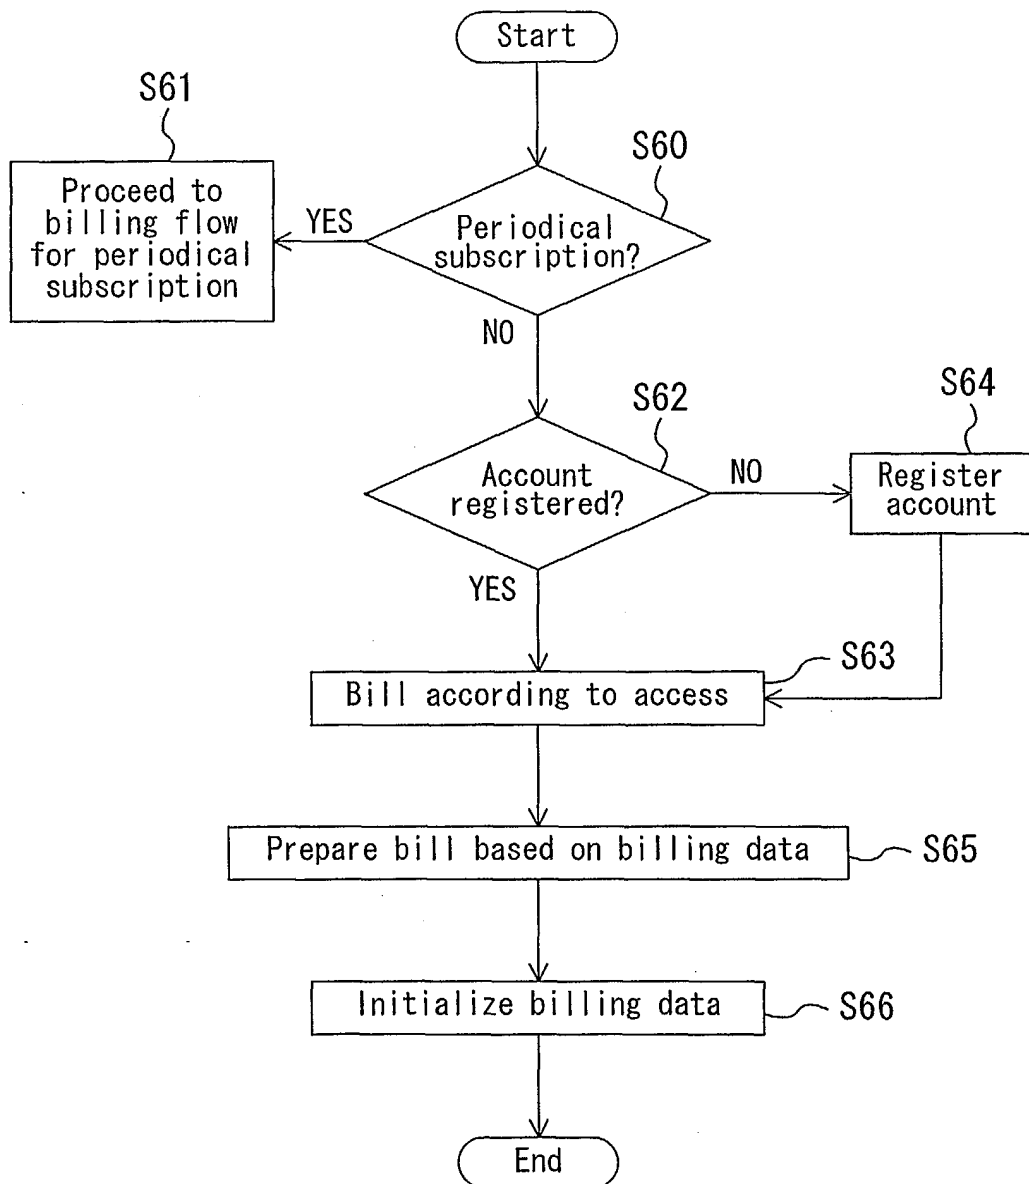 Start
S61
S60
Proceed to
billing flow
for periodical
subscription
YES
Periodical
subscription?
NO
S62
S64
Account
registered?
NO
Register
account
YES
S63
Bill according to access
Prepare bill based on billing data
S65
Initialize billing data
S66
End